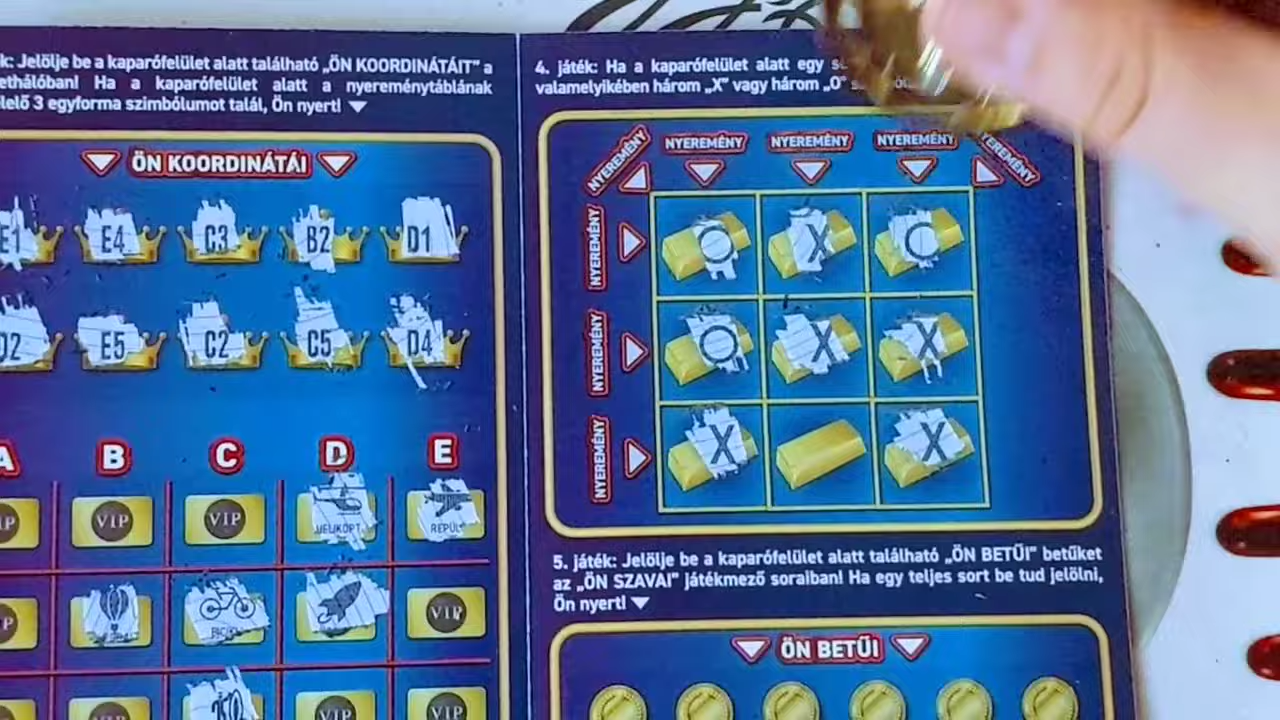 k: Jelölje be a kaparófelület alatt található „ÖN KOORDINÁTÁIT" a
ethálóban! Ha a kaparófelület alatt a nyereménytáblának
lelő 3 egyforma szimbólumot talál, Ön nyert!
ÖN KOORDINÁTÁI
E1 E4 C3 B2 D1
D2 E5 C2 C5 D4
A B C D E
VIP VIP HELIKOPT. REPÜL
BICIK VIP
VIP VIP
4. játék: Ha a kaparófelület alatt egy
valamelyikében három „X" vagy három „O"
NYEREMÉNY NYEREMÉNY NYEREMÉNY NYEREMÉNY NYEREMÉNY
NYEREMÉNY O X O
NYEREMÉNY O X X
NYEREMÉNY X X
5. játék: Jelölje be a kaparófelület alatt található „ÖN BETŰI" betűket
az „ÖN SZAVAI" játékmező soraiban! Ha egy teljes sort be tud jelölni,
Ön nyert!
ÖN BETŰI